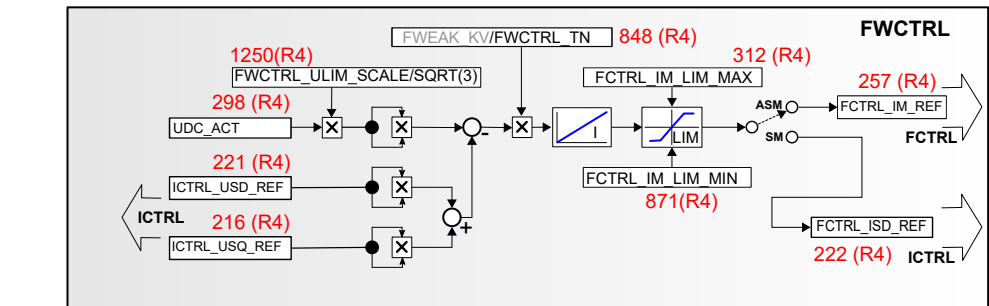 FWCTRL
FWEAK_KV/FWCTRL_TN 848 (R4)
1250(R4)
FWCTRL_ULIM_SCALE/SQRT(3)
312 (R4)
FCTRL_IM_LIM_MAX
298 (R4)
UDC_ACT
257 (R4)
ASM
FCTRL_IM_REF
FCTRL
I
LIM
SM
-
221 (R4)
ICTRL_USD_REF
FCTRL_IM_LIM_MIN
871(R4)
ICTRL
216 (R4)
+
ICTRL_USQ_REF
FCTRL_ISD_REF
222 (R4) ICTRL